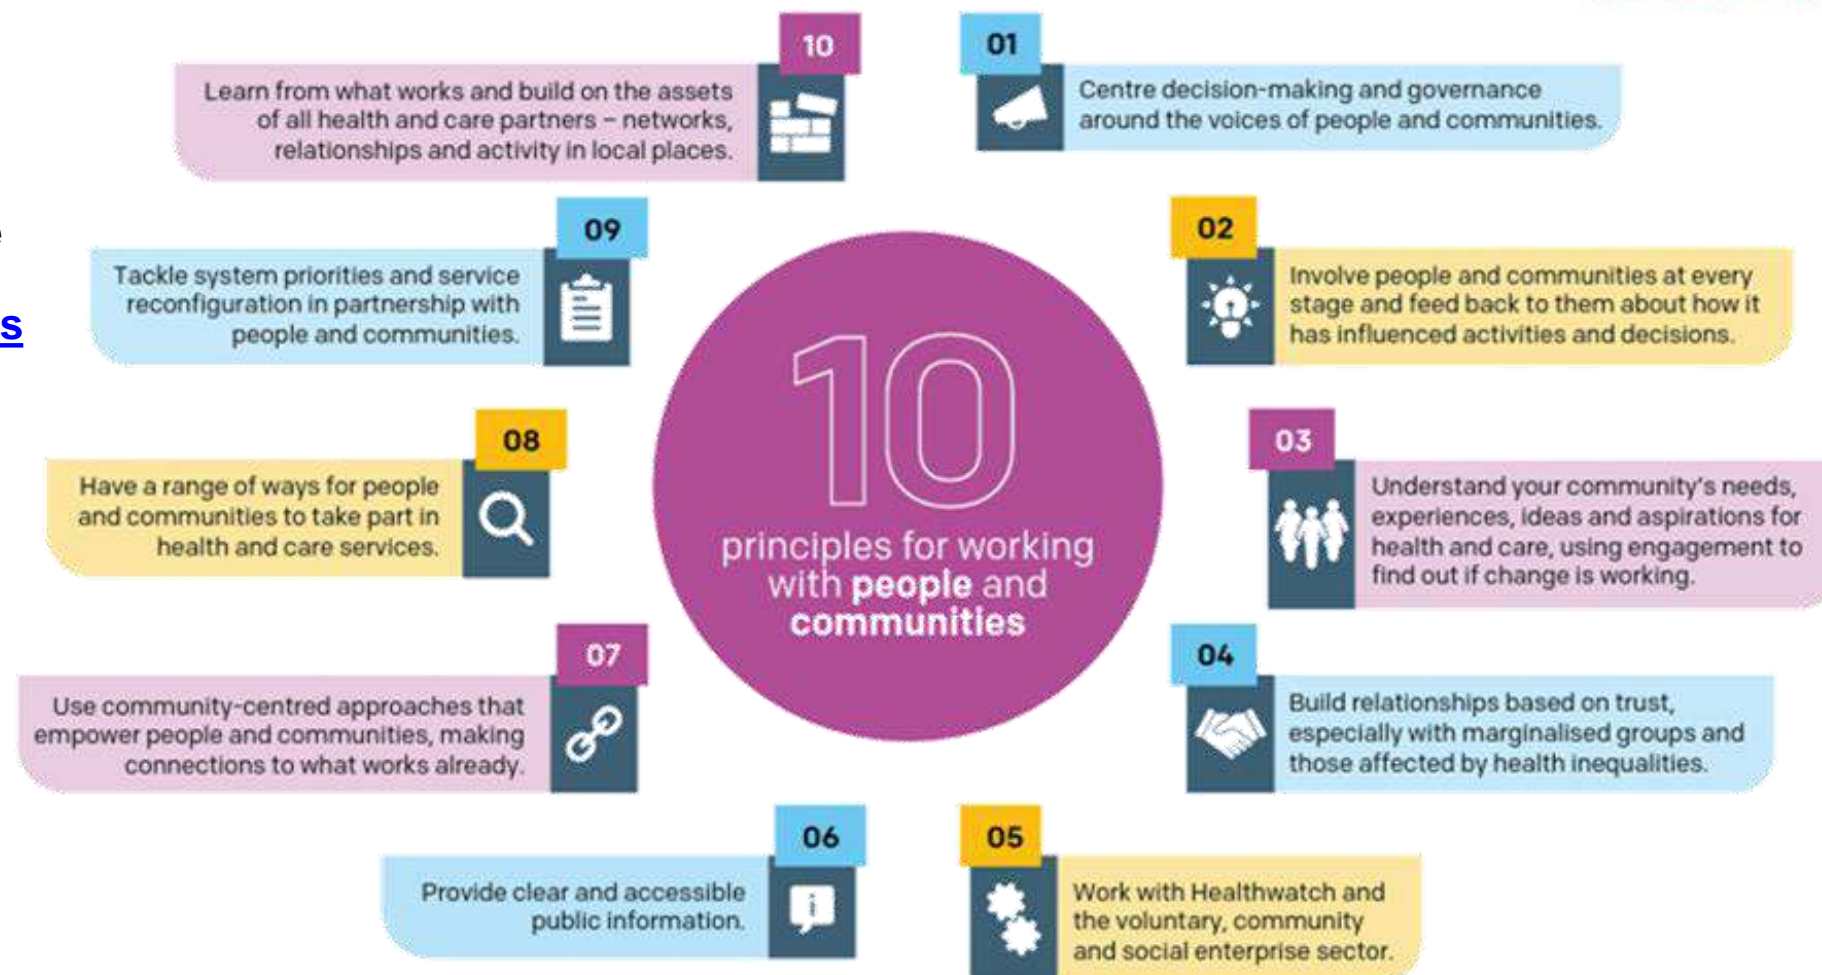 10
Learn from what works and build on the assets
of all health and care partners – networks,
relationships and activity in local places.
01
Centre decision-making and governance
around the voices of people and communities.
09
Tackle system priorities and service
reconfiguration in partnership with
people and communities.
02
Involve people and communities at every
stage and feed back to them about how it
has influenced activities and decisions.
e
s
10
principles for working
with people and
communities
08
Have a range of ways for people
and communities to take part in
health and care services.
03
Understand your community's needs,
experiences, ideas and aspirations for
health and care, using engagement to
find out if change is working.
07
Use community-centred approaches that
empower people and communities, making
connections to what works already.
04
Build relationships based on trust,
especially with marginalised groups and
those affected by health inequalities.
06
Provide clear and accessible
public information.
i
05
Work with Healthwatch and
the voluntary, community
and social enterprise sector.